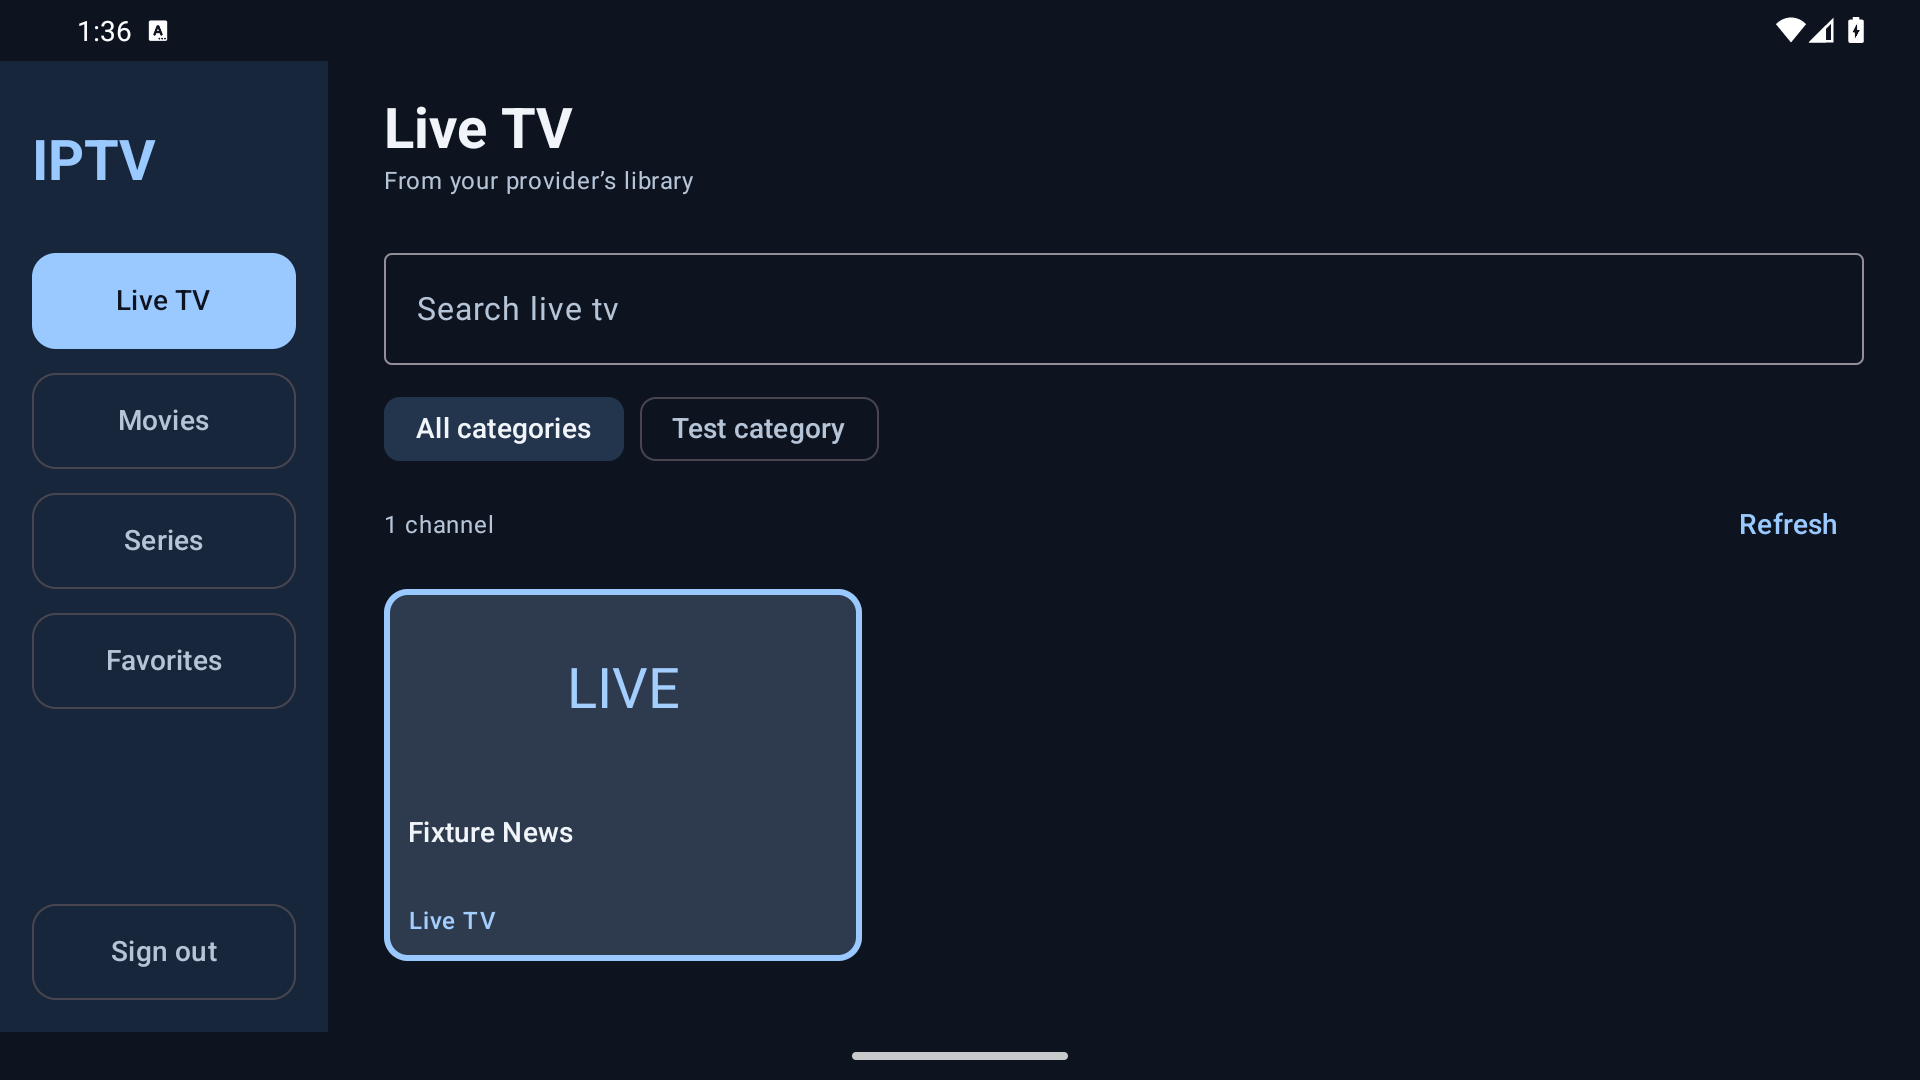 1:36
IPTV
Live TV
Movies
Series
Favorites
Sign out
Live TV
From your provider’s library
Search live tv
All categories
Test category
1 channel
Refresh
LIVE
Fixture News
Live TV